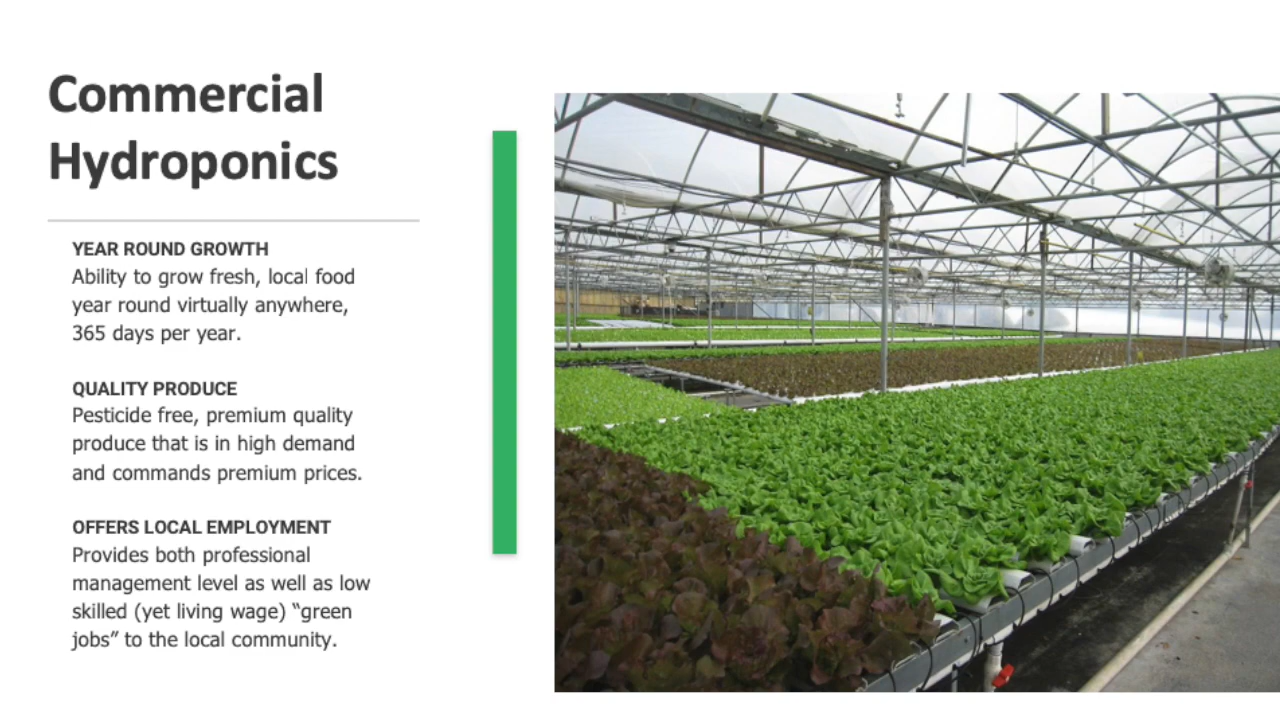 Commercial
Hydroponics
YEAR ROUND GROWTH
Ability to grow fresh, local food
year round virtually anywhere,
365 days per year.
QUALITY PRODUCE
Pesticide free, premium quality
produce that is in high demand
and commands premium prices.
OFFERS LOCAL EMPLOYMENT
Provides both professional
management level as well as low
skilled (yet living wage) “green
jobs” to the local community.